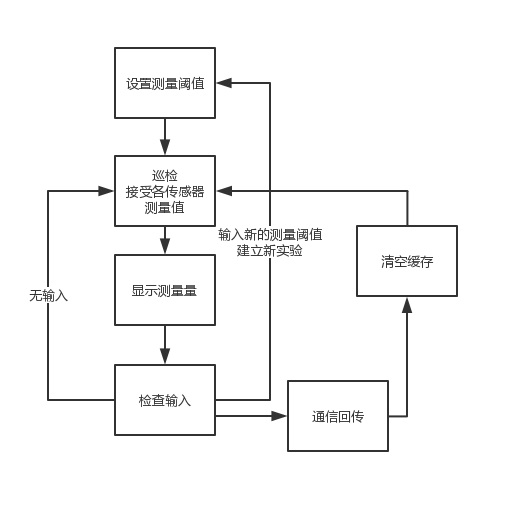 设置测量阈值
巡检
接受各传感器
测量值
输入新的测量阈值
建立新实验
清空缓存
无输入
显示测量量
检查输入
通信回传